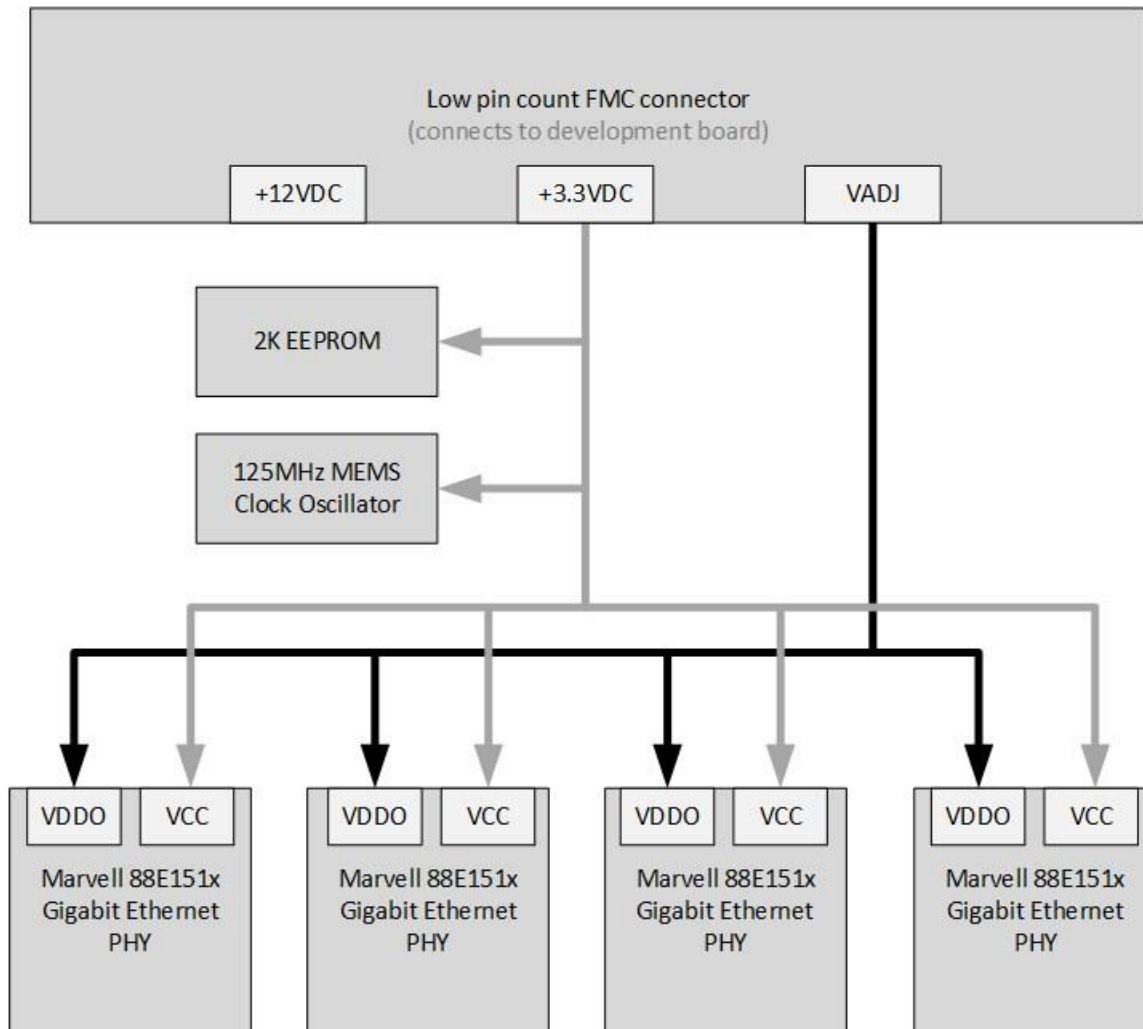 Low pin count FMC connector
(connects to development board)
+12VDC
+3.3VDC
VADJ
2K EEPROM
125MHz MEMS
Clock Oscillator
VDDO
VCC
VDDO
VCC
VDDO
VCC
VDDO
VCC
Marvell 88E151x
Gigabit Ethernet
PHY
Marvell 88E151x
Gigabit Ethernet
PHY
Marvell 88E151x
Gigabit Ethernet
PHY
Marvell 88E151x
Gigabit Ethernet
PHY